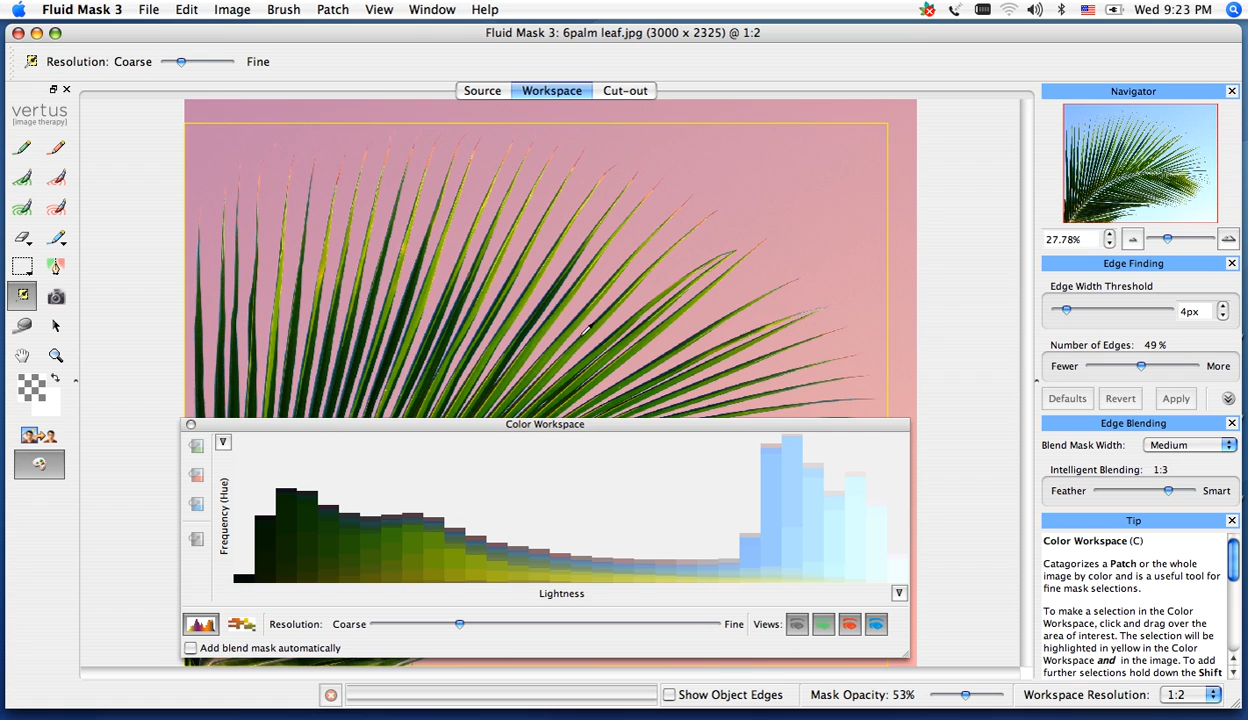 Fluid Mask 3 File Edit Image Brush Patch View Window Help Wed 9:23 PM
Fluid Mask 3: 6palm leaf.jpg (3000 x 2325) @ 1:2
Resolution: Coarse Fine
Source Workspace Cut-out
vertus
[image therapy]
Navigator
27.78%
Edge Finding
Edge Width Threshold
4px
Number of Edges: 49 %
Fewer More
Defaults Revert Apply
Edge Blending
Blend Mask Width: Medium
Intelligent Blending: 1:3
Feather Smart
Tip
Color Workspace (C)
Catagorizes a Patch or the whole
image by color and is a useful tool for
fine mask selections.
To make a selection in the Color
Workspace, click and drag over the
area of interest. The selection will be
highlighted in yellow in the Color
Workspace and in the image. To add
further selections hold down the Shift
Color Workspace
Frequency (Hue)
Lightness
Resolution: Coarse Fine Views:
Add blend mask automatically
Show Object Edges Mask Opacity: 53% Workspace Resolution: 1:2